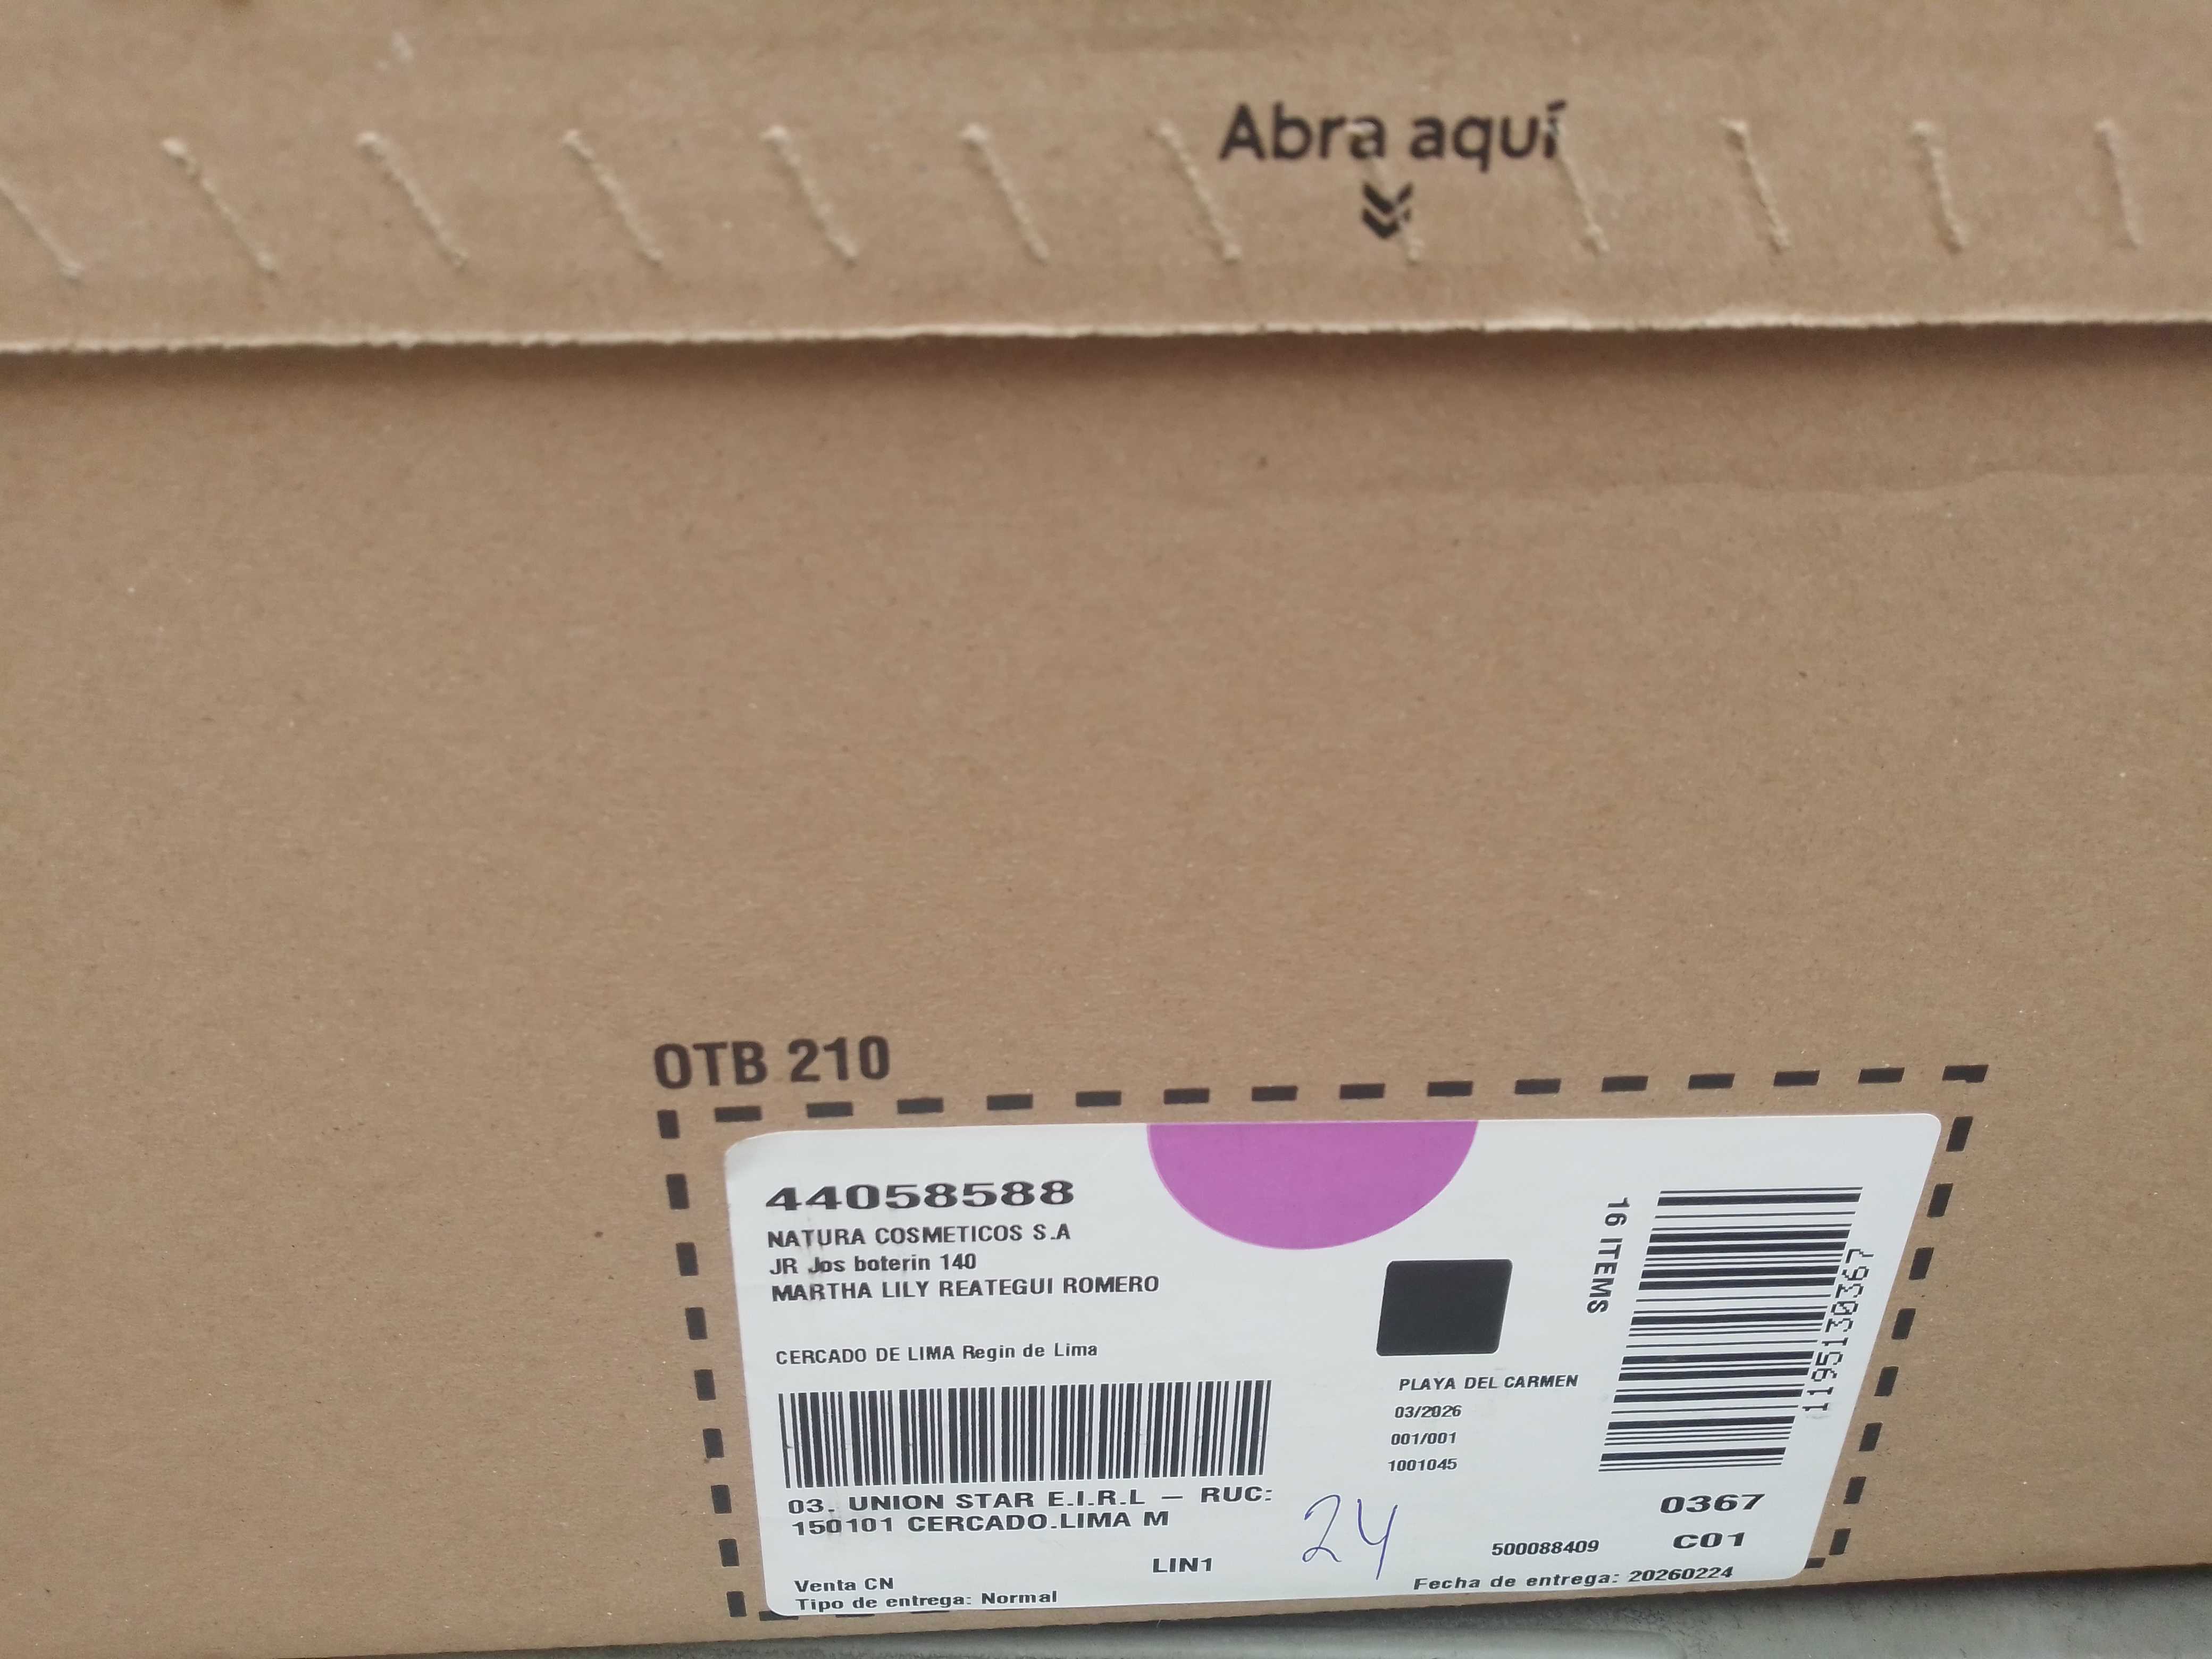 Abra aquí
OTB 210
44058588
NATURA COSMETICOS S.A
JR Jos boterin 140
MARTHA LILY REATEGUI ROMERO
CERCADO DE LIMA Regin de Lima
03. UNION STAR E.I.R.L – RUC:
150101 CERCADO.LIMA M
LIN1
Venta CN
Tipo de entrega: Normal
16 ITEMS
1195130367
PLAYA DEL CARMEN
03/2026
001/001
1001045
24
0367
500088409 C01
Fecha de entrega: 20260224